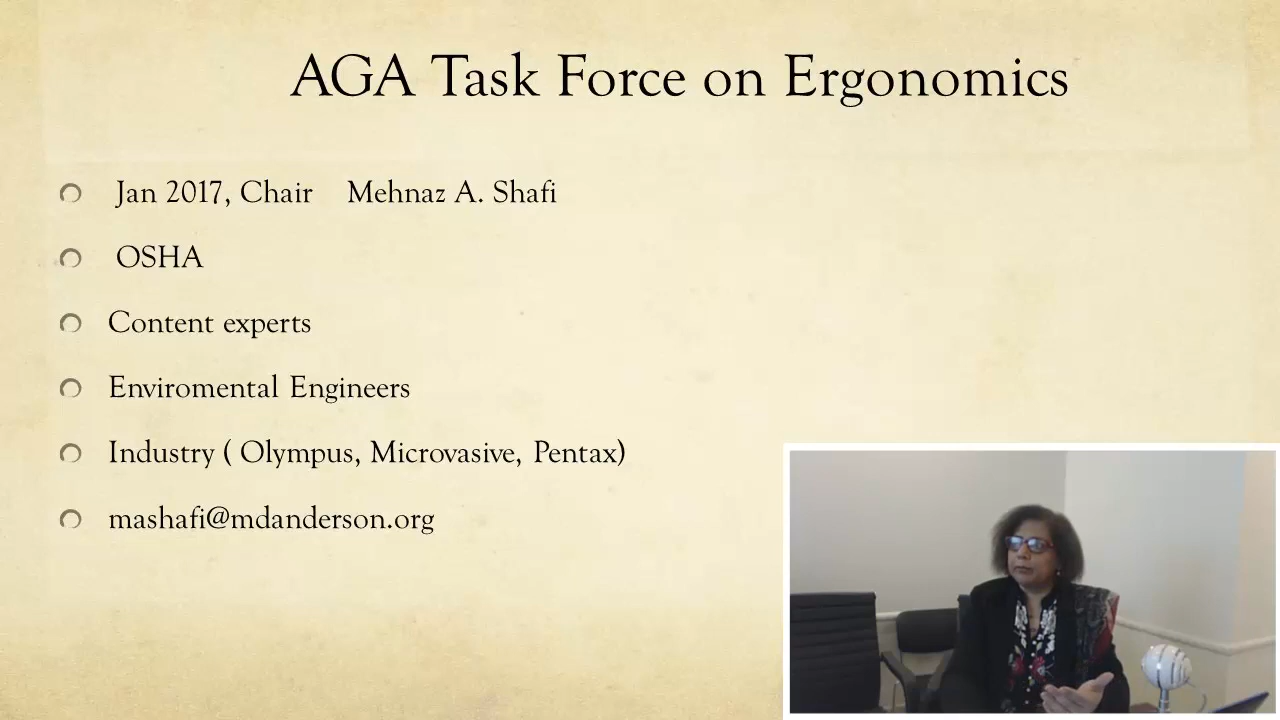 AGA Task Force on Ergonomics
Jan 2017, Chair Mehnaz A. Shafi
OSHA
Content experts
Enviromental Engineers
Industry ( Olympus, Microvasive, Pentax)
mashafi@mdanderson.org